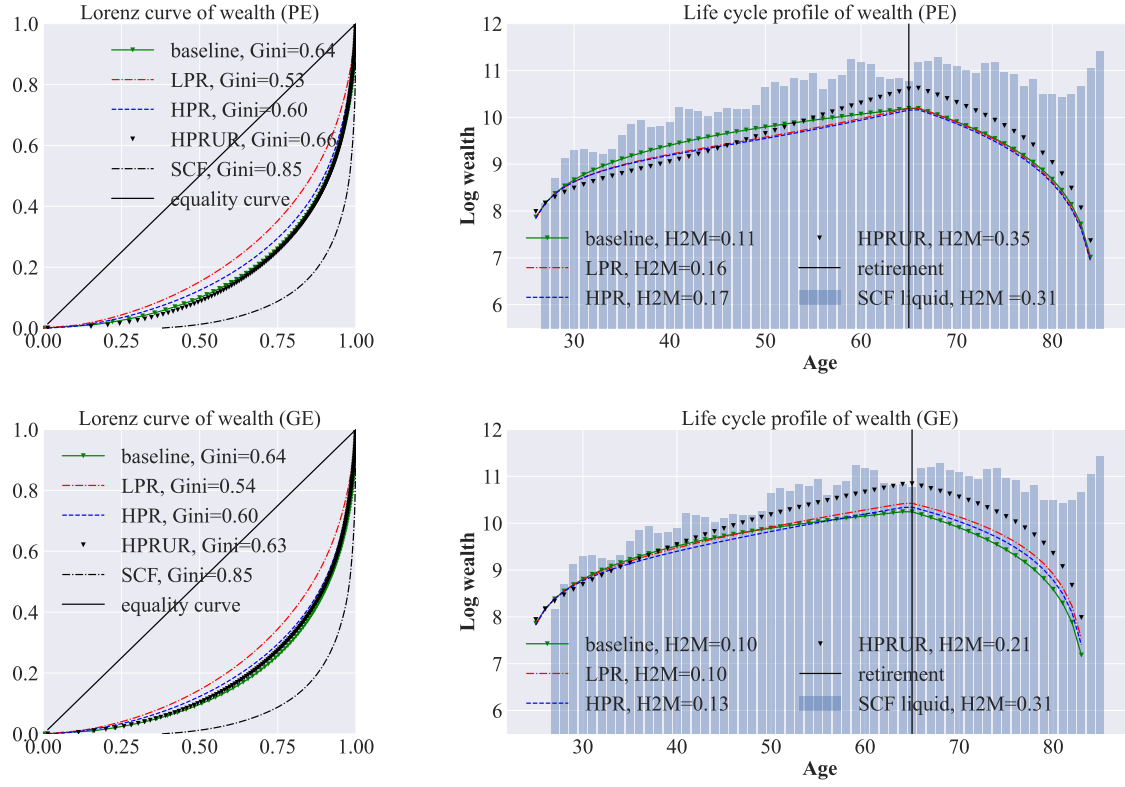 Lorenz curve of wealth (PE)
1.0
0.8
0.6
0.4
0.2
0.0
baseline, Gini=0.64
LPR, Gini=0.53
HPR, Gini=0.60
HPRUR, Gini=0.66
SCF, Gini=0.85
equality curve
0.00 0.25 0.50 0.75 1.00
Life cycle profile of wealth (PE)
12
11
10
9
8
7
6
Log wealth
baseline, H2M=0.11
LPR, H2M=0.16
HPR, H2M=0.17
HPRUR, H2M=0.35
retirement
SCF liquid, H2M =0.31
30 40 50 60 70 80
Age
Lorenz curve of wealth (GE)
1.0
0.8
0.6
0.4
0.2
0.0
baseline, Gini=0.64
LPR, Gini=0.54
HPR, Gini=0.60
HPRUR, Gini=0.63
SCF, Gini=0.85
equality curve
0.00 0.25 0.50 0.75 1.00
Life cycle profile of wealth (GE)
12
11
10
9
8
7
6
Log wealth
baseline, H2M=0.10
LPR, H2M=0.10
HPR, H2M=0.13
HPRUR, H2M=0.21
retirement
SCF liquid, H2M=0.31
30 40 50 60 70 80
Age